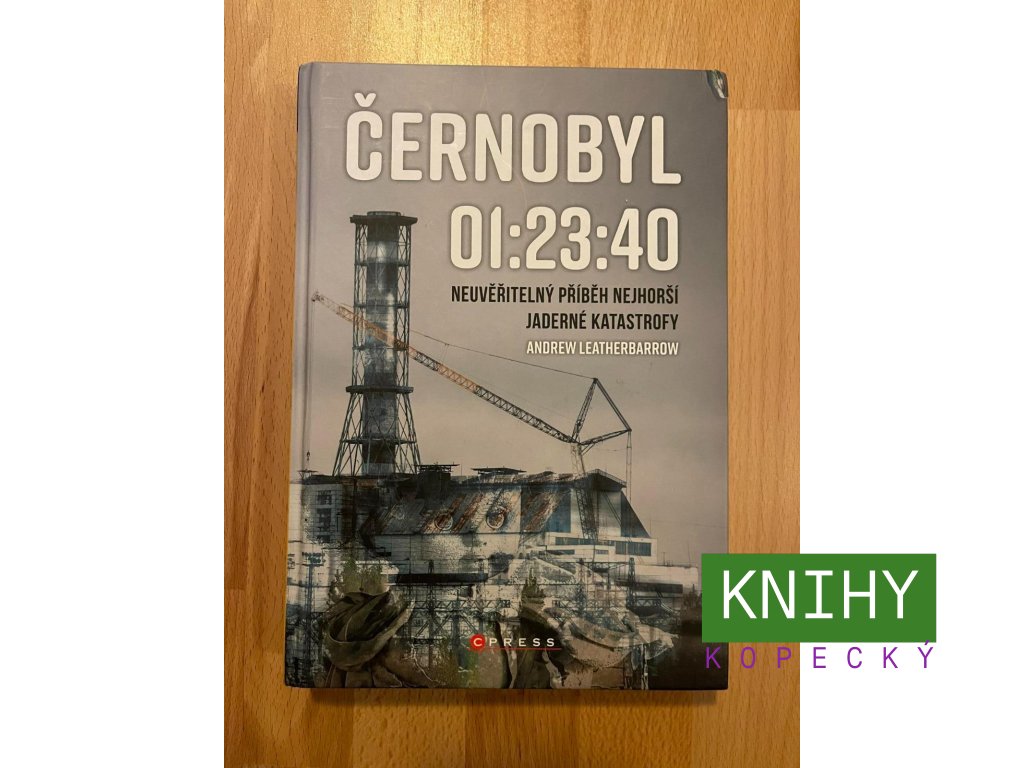 ČERNOBYL
01:23:40
NEUVĚŘITELNÝ PŘÍBĚH NEJHORŠÍ
JADERNÉ KATASTROFY
ANDREW LEATHERBARROW
CPRESS
KNIHY
KOPECKÝ